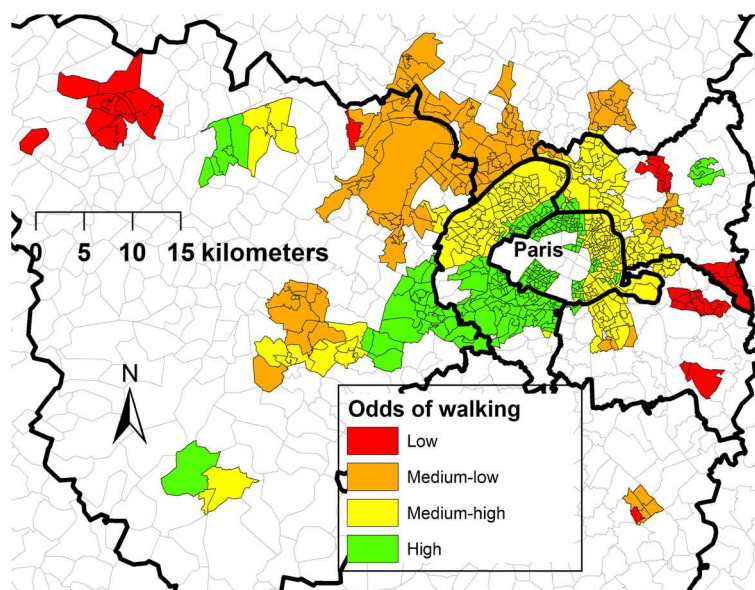 Paris
0 5 10 15 kilometers
N
Odds of walking
Low
Medium-low
Medium-high
High